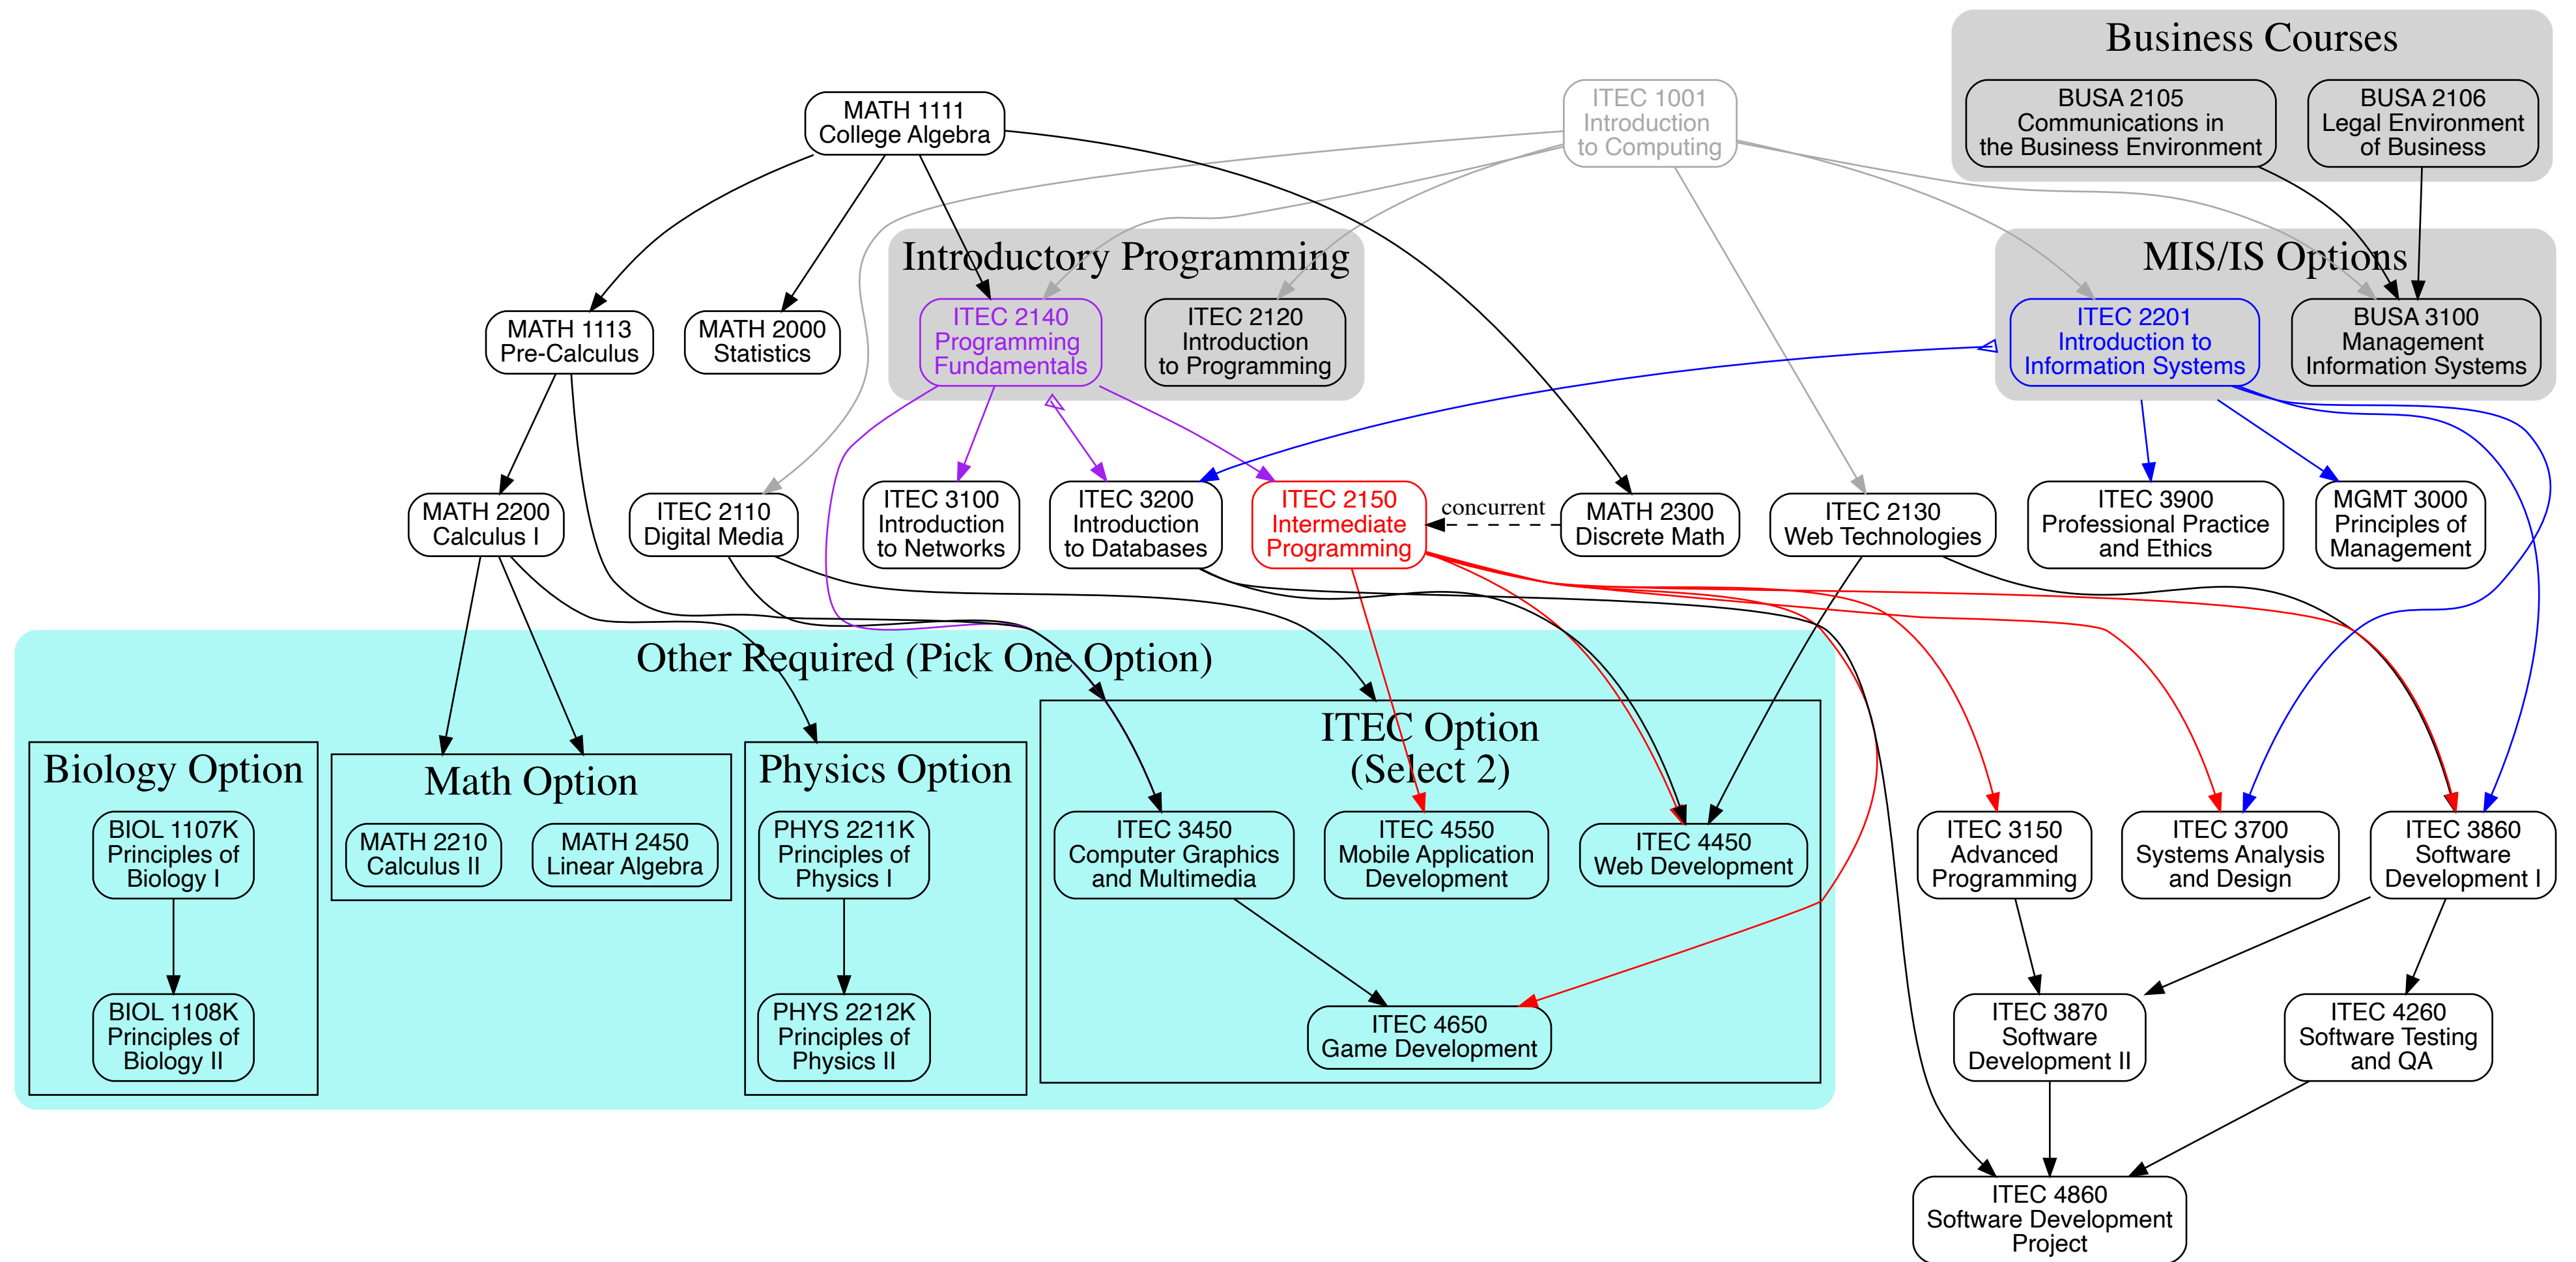 Business Courses
MATH 1111
College Algebra
ITEC 1001
Introduction
to Computing
BUSA 2105
Communications in
the Business Environment
BUSA 2106
Legal Environment
of Business
Introductory Programming
MIS/IS Options
MATH 1113
Pre-Calculus
MATH 2000
Statistics
ITEC 2140
Programming
Fundamentals
ITEC 2120
Introduction
to Programming
ITEC 2201
Introduction to
Information Systems
BUSA 3100
Management
Information Systems
MATH 2200
Calculus I
ITEC 2110
Digital Media
ITEC 3100
Introduction
to Networks
ITEC 3200
Introduction
to Databases
ITEC 2150
Intermediate
Programming
concurrent
MATH 2300
Discrete Math
ITEC 2130
Web Technologies
ITEC 3900
Professional Practice
and Ethics
MGMT 3000
Principles of
Management
Other Required (Pick One Option)
Biology Option
Math Option
Physics Option
ITEC Option
(Select 2)
BIOL 1107K
Principles of
Biology I
MATH 2210
Calculus II
MATH 2450
Linear Algebra
PHYS 2211K
Principles of
Physics I
ITEC 3450
Computer Graphics
and Multimedia
ITEC 4550
Mobile Application
Development
ITEC 4450
Web Development
ITEC 3150
Advanced
Programming
ITEC 3700
Systems Analysis
and Design
ITEC 3860
Software
Development I
BIOL 1108K
Principles of
Biology II
PHYS 2212K
Principles of
Physics II
ITEC 4650
Game Development
ITEC 3870
Software
Development II
ITEC 4260
Software Testing
and QA
ITEC 4860
Software Development
Project